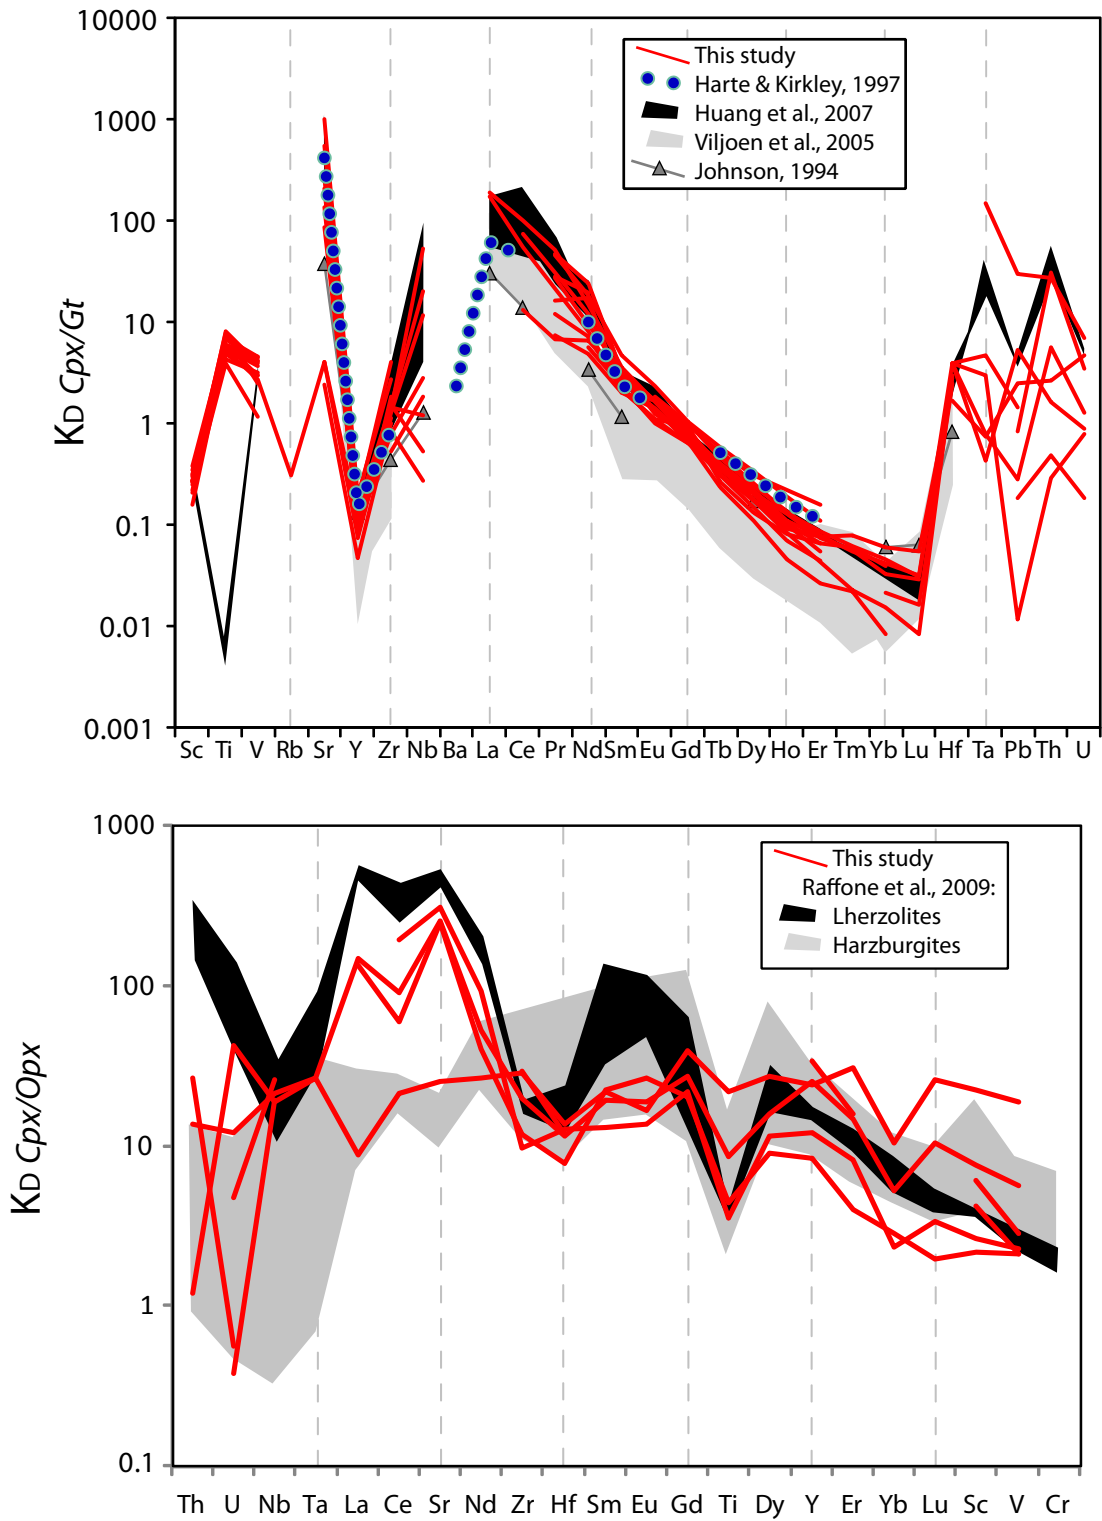 10000
1000
100
10
1
0.1
0.01
0.001
KD Cpx/Gt
This study
Harte & Kirkley, 1997
Huang et al., 2007
Viljoen et al., 2005
Johnson, 1994
Sc Ti V Rb Sr Y Zr Nb Ba La Ce Pr Nd Sm Eu Gd Tb Dy Ho Er Tm Yb Lu Hf Ta Pb Th U
1000
100
10
1
0.1
KD Cpx/Opx
This study
Raffone et al., 2009:
Lherzolites
Harzburgites
Th U Nb Ta La Ce Sr Nd Zr Hf Sm Eu Gd Ti Dy Y Er Yb Lu Sc V Cr